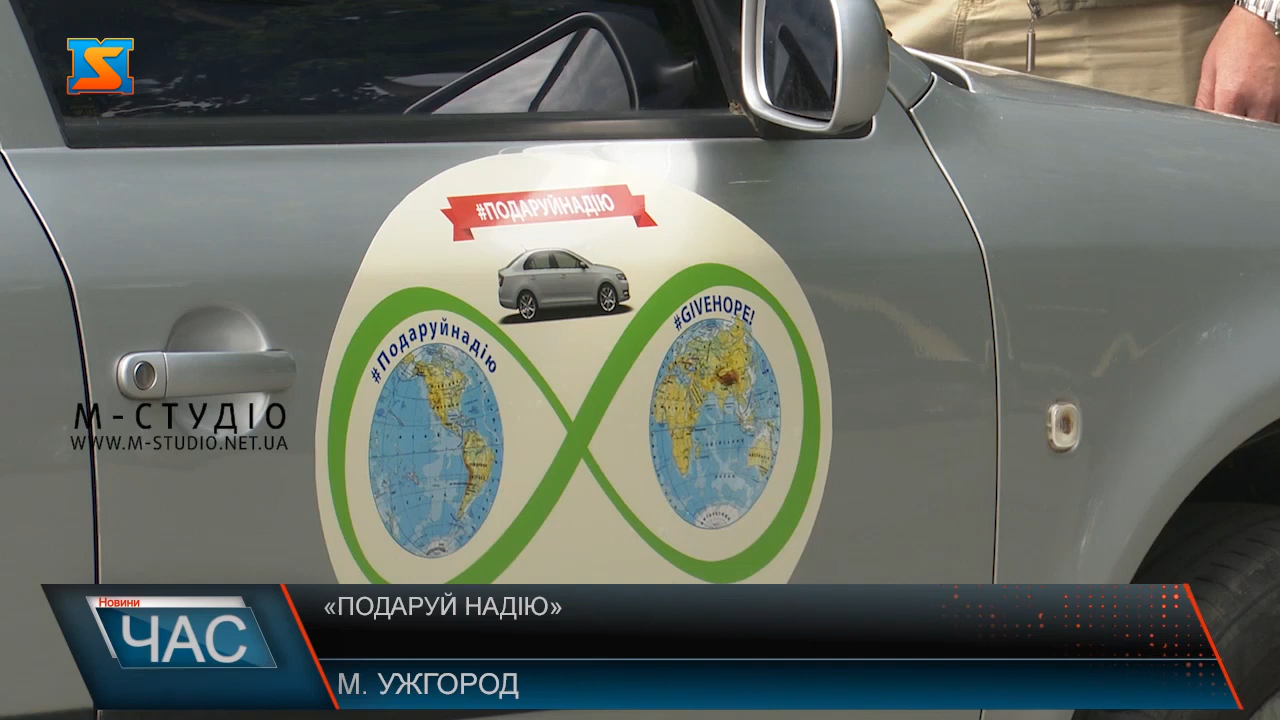 #ПОДАРУЙНАДІЮ
#Подаруйнадію
#GIVEHOPE!
М-СТУДІО
WWW.M-STUDIO.NET.UA
Новини
ЧАС
«ПОДАРУЙ НАДІЮ»
М. УЖГОРОД